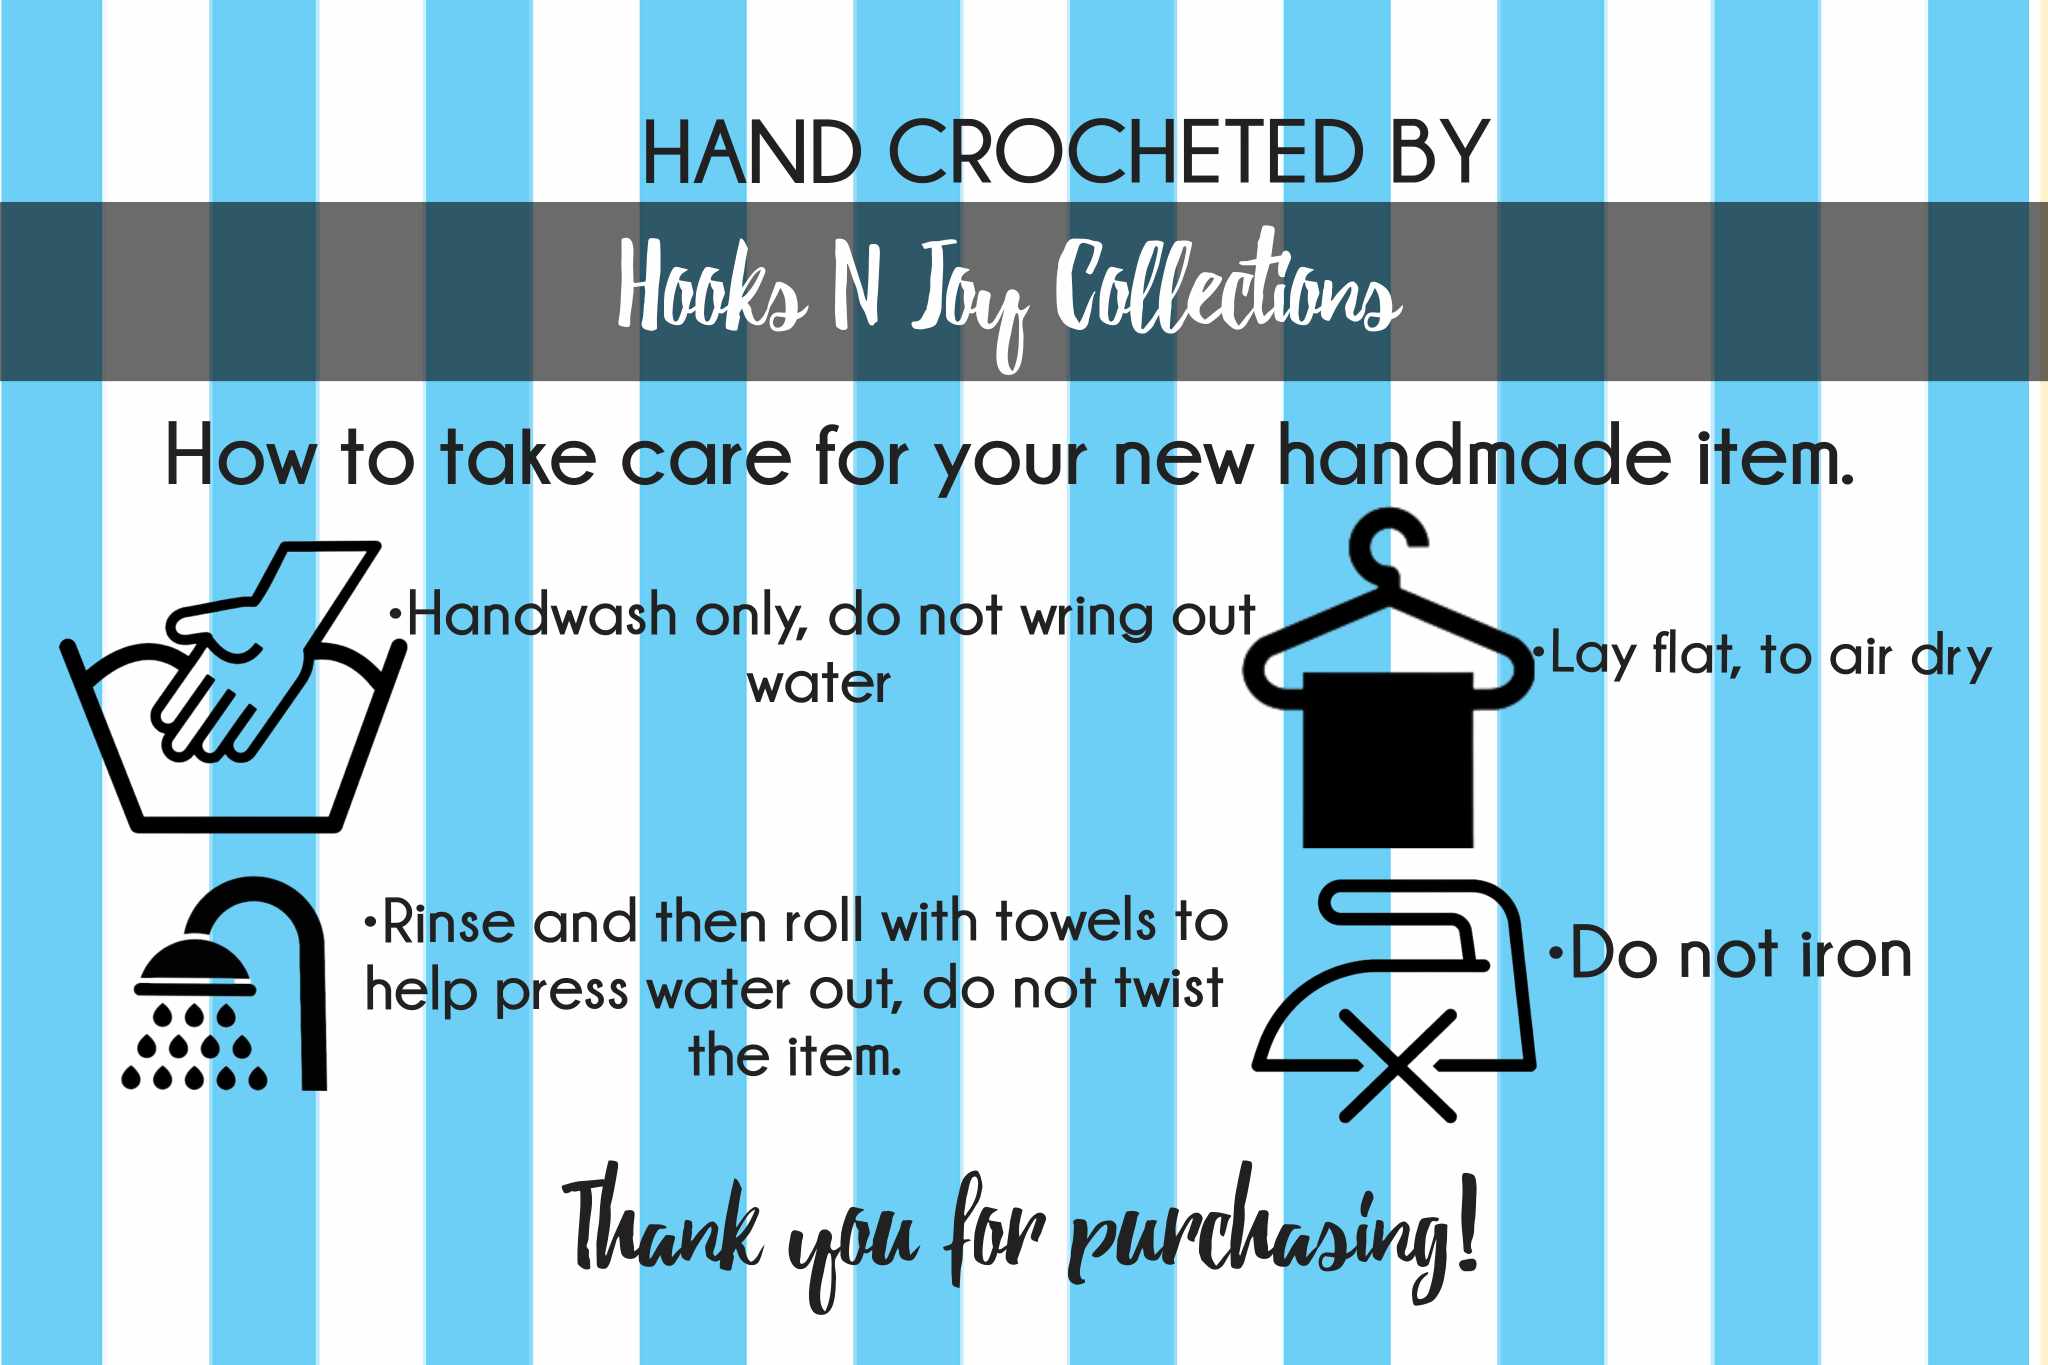 HAND CROCHETED BY
Hooks N Joy Collections
How to take care for your new handmade item.
•Handwash only, do not wring out
water
•Lay flat, to air dry
•Rinse and then roll with towels to
help press water out, do not twist
the item.
•Do not iron
Thank you for purchasing!